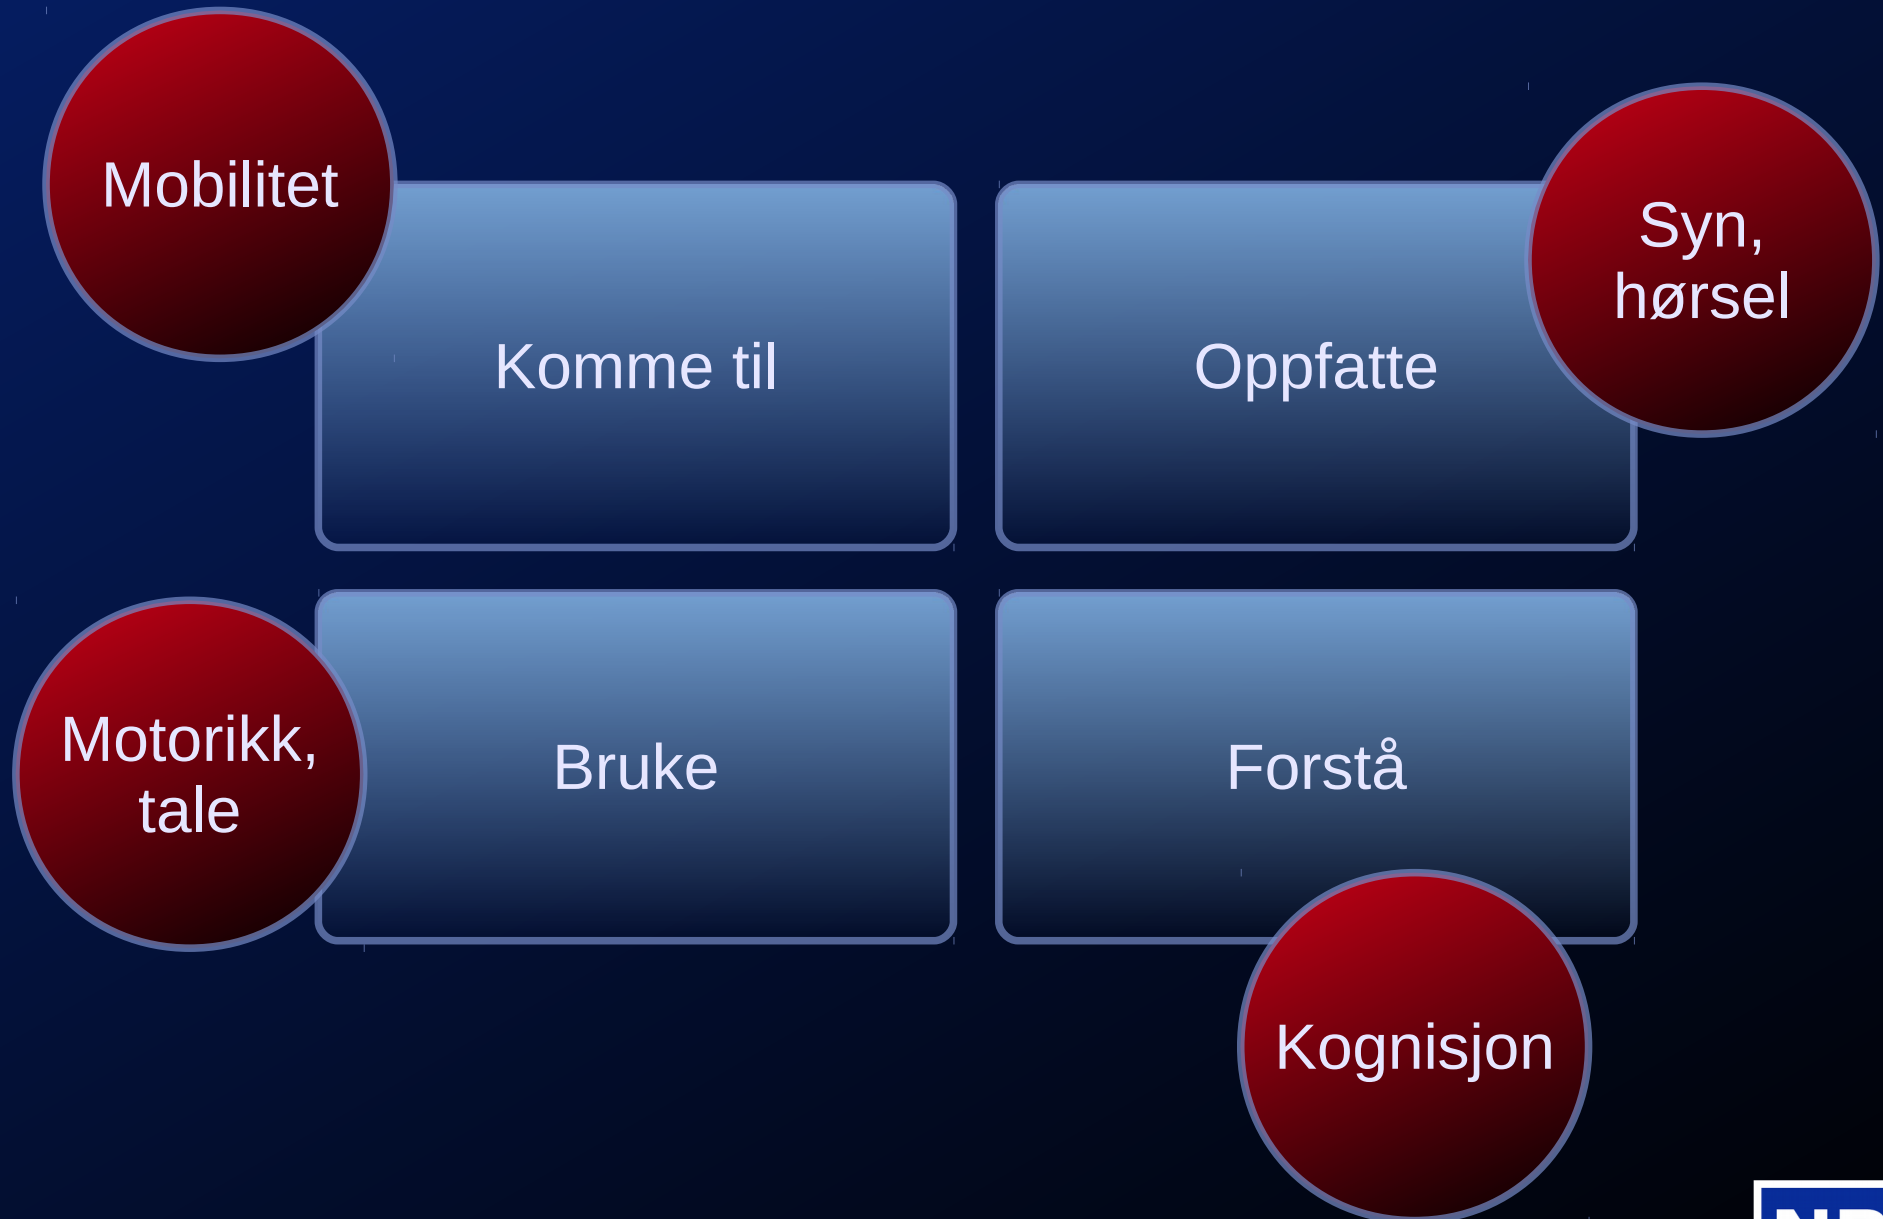 Mobilitet
Komme til
Oppfatte
Syn,
hørsel
Motorikk,
tale
Bruke
Forstå
Kognisjon